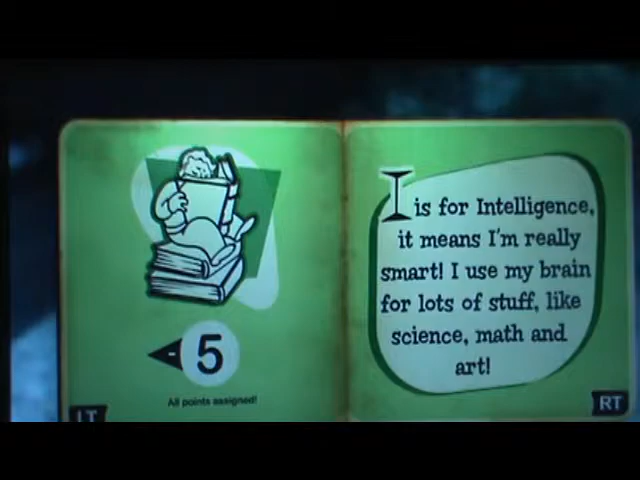 - 5
All points assigned!
LT
I is for Intelligence,
it means I'm really
smart! I use my brain
for lots of stuff, like
science, math and
art!
RT